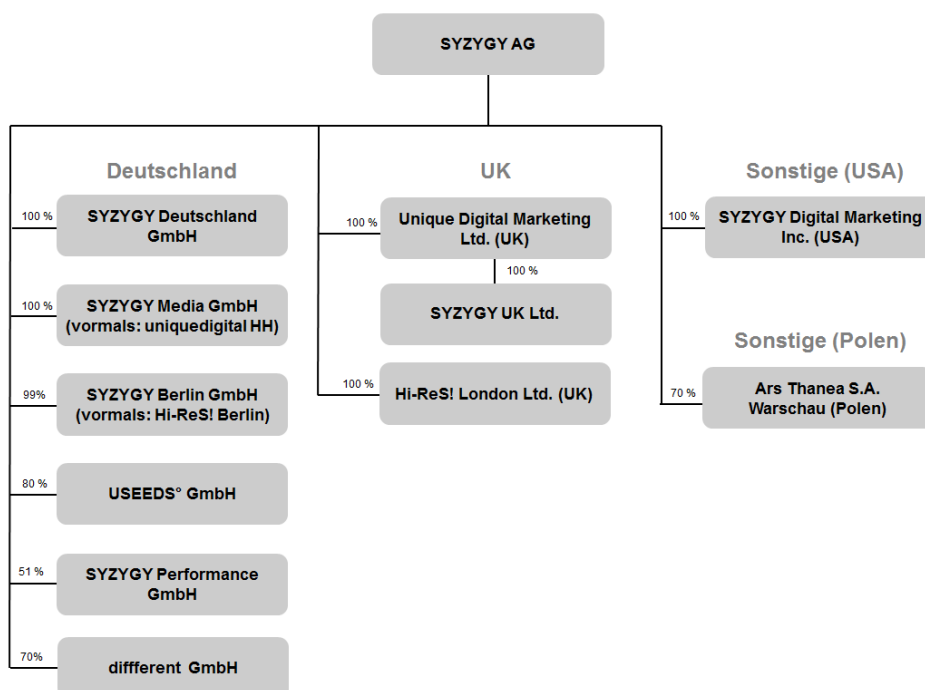 SYZYGY AG
Deutschland
100 %
SYZYGY Deutschland
GmbH
100 %
SYZYGY Media GmbH
(vormals: uniquedigital HH)
99%
SYZYGY Berlin GmbH
(vormals: Hi-ReS! Berlin)
80 %
USEEDS° GmbH
51 %
SYZYGY Performance
GmbH
70%
diffferent GmbH
UK
100 %
Unique Digital Marketing
Ltd. (UK)
100 %
SYZYGY UK Ltd.
100 %
Hi-ReS! London Ltd. (UK)
Sonstige (USA)
100 %
SYZYGY Digital Marketing
Inc. (USA)
Sonstige (Polen)
70 %
Ars Thanea S.A.
Warschau (Polen)